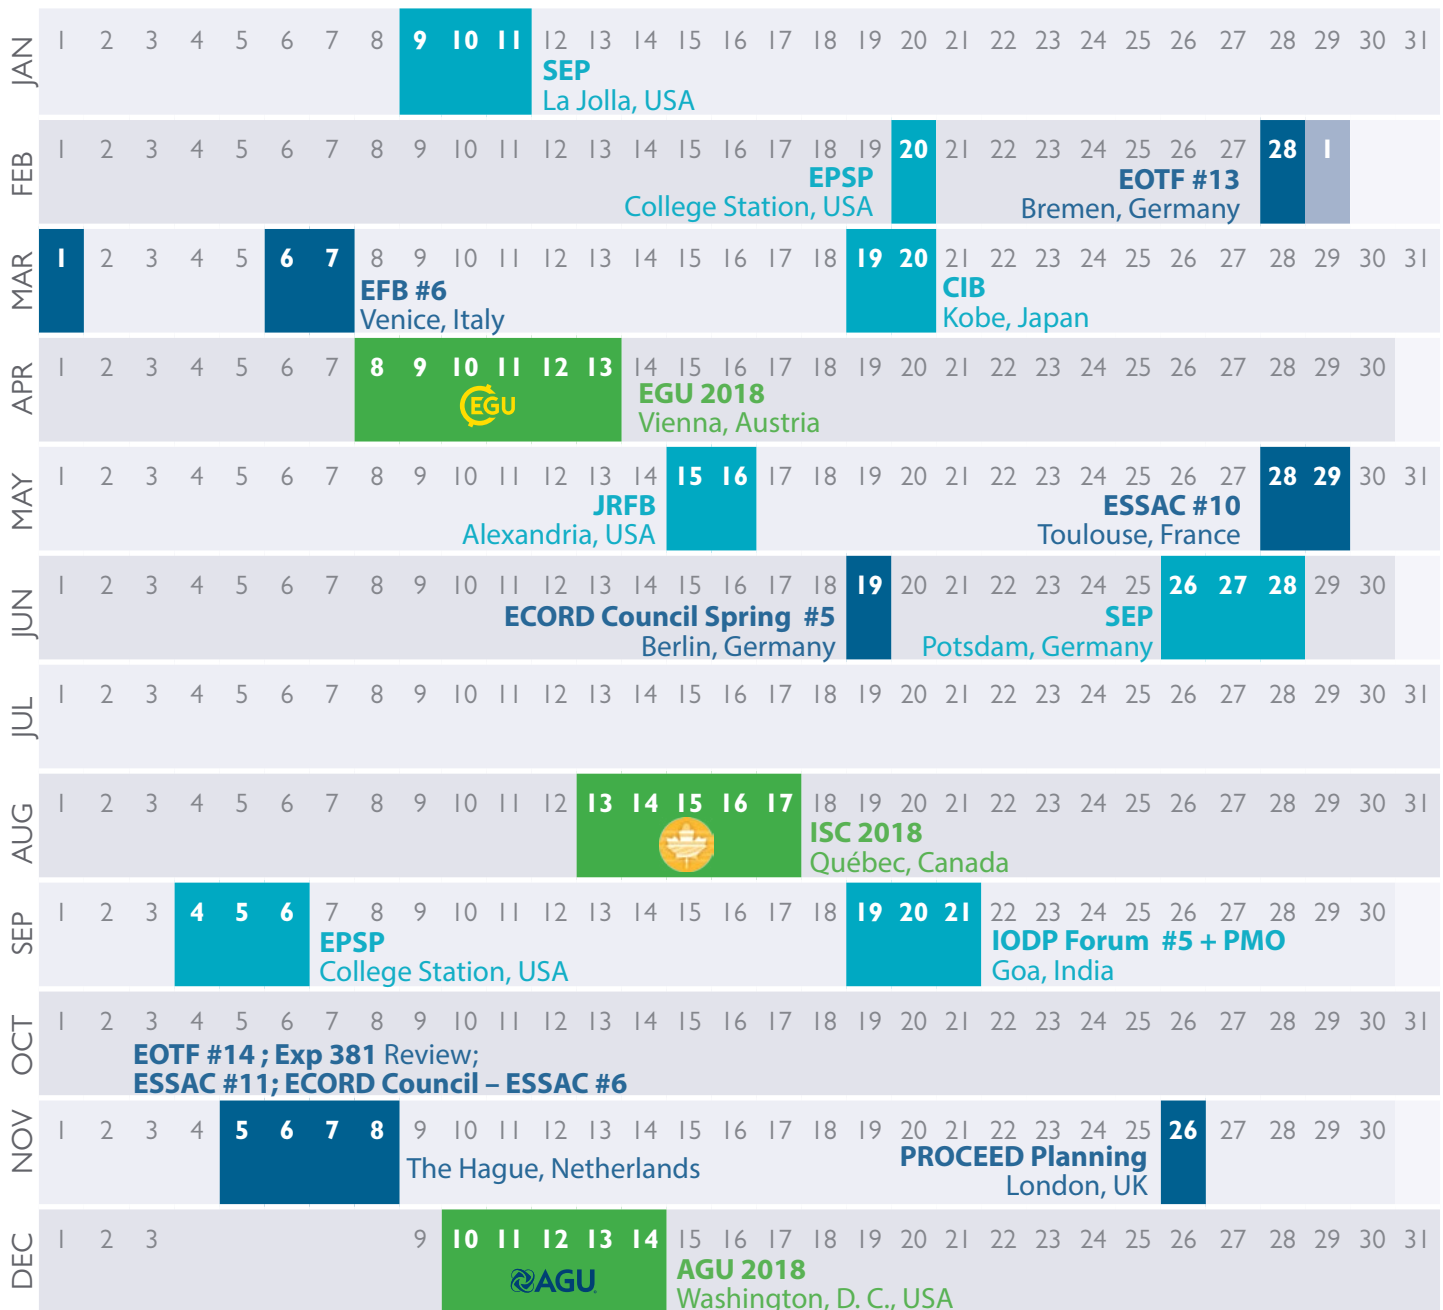 JAN 1 2 3 4 5 6 7 8 9 10 11 12 13 14 15 16 17 18 19 20 21 22 23 24 25 26 27 28 29 30 31
SEP
La Jolla, USA
FEB 1 2 3 4 5 6 7 8 9 10 11 12 13 14 15 16 17 18 19 20 21 22 23 24 25 26 27 28 1
EPSP
College Station, USA
EOTF #13
Bremen, Germany
MAR 1 2 3 4 5 6 7 8 9 10 11 12 13 14 15 16 17 18 19 20 21 22 23 24 25 26 27 28 29 30 31
EFB #6
Venice, Italy
CIB
Kobe, Japan
APR 1 2 3 4 5 6 7 8 9 10 11 12 13 14 15 16 17 18 19 20 21 22 23 24 25 26 27 28 29 30
EGU
EGU 2018
Vienna, Austria
MAY 1 2 3 4 5 6 7 8 9 10 11 12 13 14 15 16 17 18 19 20 21 22 23 24 25 26 27 28 29 30 31
JRFB
Alexandria, USA
ESSAC #10
Toulouse, France
JUN 1 2 3 4 5 6 7 8 9 10 11 12 13 14 15 16 17 18 19 20 21 22 23 24 25 26 27 28 29 30
ECORD Council Spring #5
Berlin, Germany
SEP
Potsdam, Germany
JUL 1 2 3 4 5 6 7 8 9 10 11 12 13 14 15 16 17 18 19 20 21 22 23 24 25 26 27 28 29 30 31
AUG 1 2 3 4 5 6 7 8 9 10 11 12 13 14 15 16 17 18 19 20 21 22 23 24 25 26 27 28 29 30 31
ISC 2018
Québec, Canada
SEP 1 2 3 4 5 6 7 8 9 10 11 12 13 14 15 16 17 18 19 20 21 22 23 24 25 26 27 28 29 30
EPSP
College Station, USA
IODP Forum #5 + PMO
Goa, India
OCT 1 2 3 4 5 6 7 8 9 10 11 12 13 14 15 16 17 18 19 20 21 22 23 24 25 26 27 28 29 30 31
EOTF #14 ; Exp 381 Review;
ESSAC #11; ECORD Council – ESSAC #6
NOV 1 2 3 4 5 6 7 8 9 10 11 12 13 14 15 16 17 18 19 20 21 22 23 24 25 26 27 28 29 30
The Hague, Netherlands
PROCEED Planning
London, UK
DEC 1 2 3 9 10 11 12 13 14 15 16 17 18 19 20 21 22 23 24 25 26 27 28 29 30 31
AGU
AGU 2018
Washington, D. C., USA